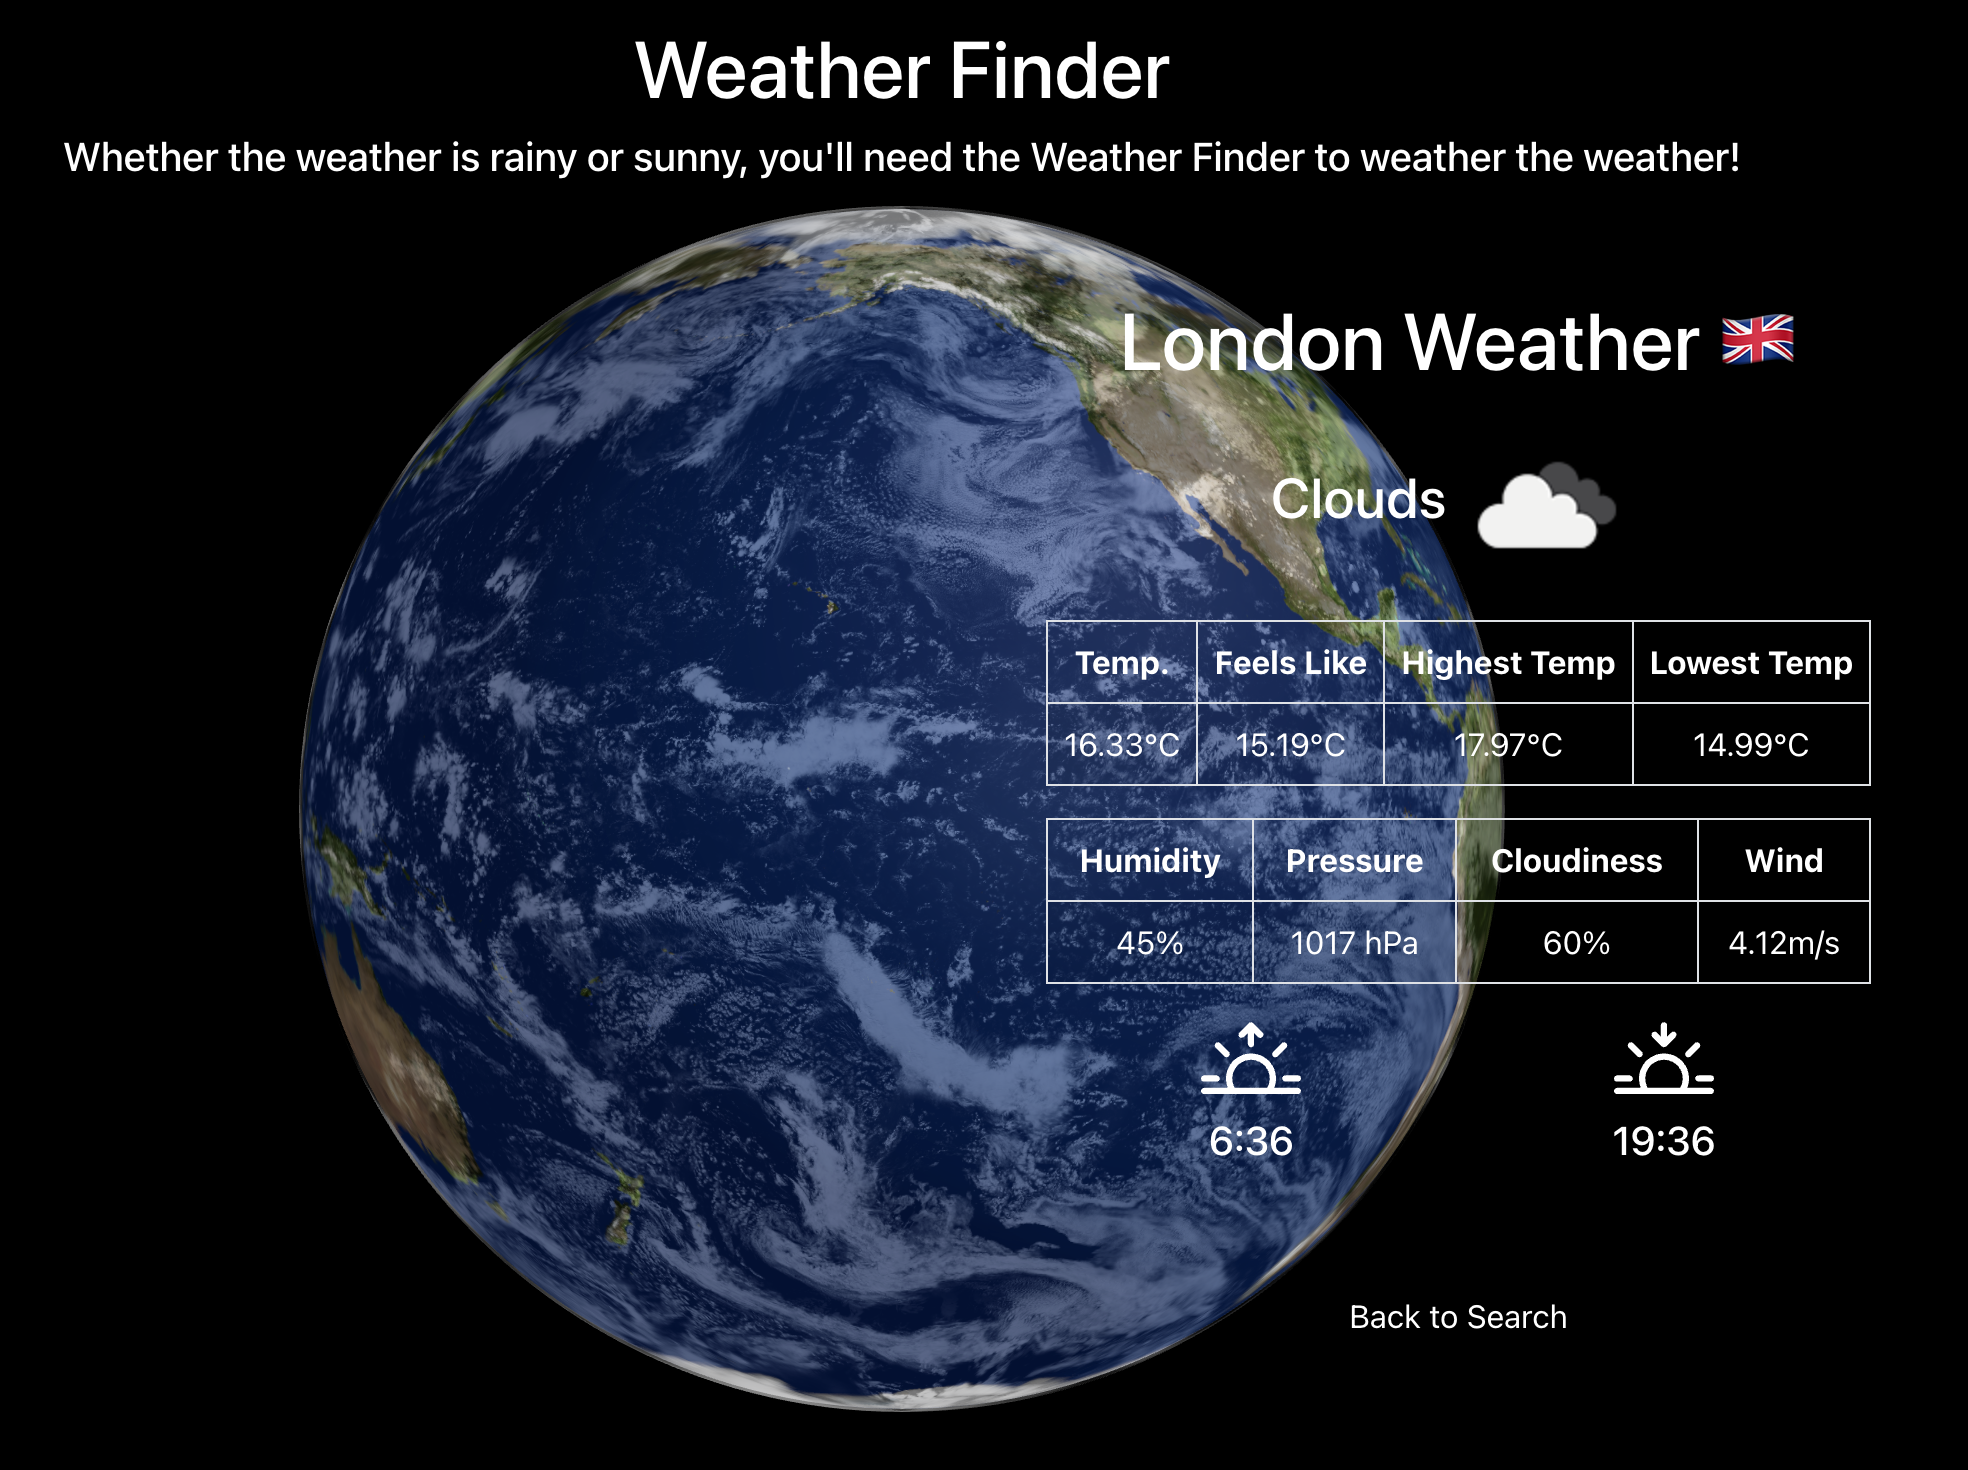 Weather Finder
Whether the weather is rainy or sunny, you'll need the Weather Finder to weather the weather!
London Weather 🇬🇧
Clouds
Temp. Feels Like Highest Temp Lowest Temp
16.33°C 15.19°C 17.97°C 14.99°C
Humidity Pressure Cloudiness Wind
45% 1017 hPa 60% 4.12m/s
6:36 19:36
Back to Search